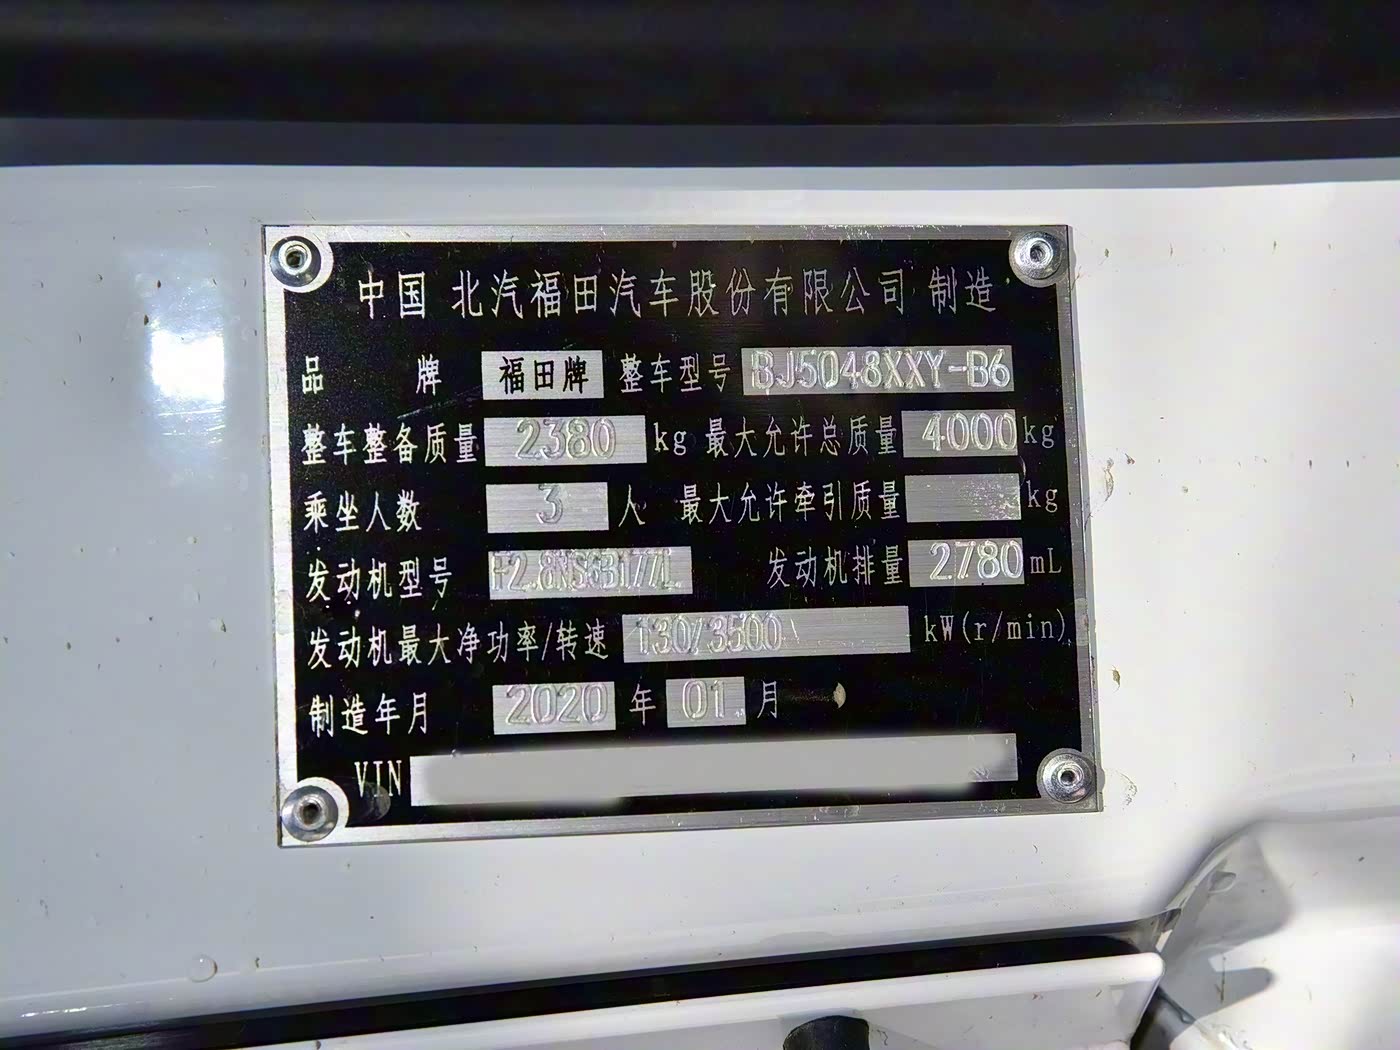 中国 北汽福田汽车股份有限公司 制造
品牌 福田牌 整车型号 BJ5048XXY-B6
整车整备质量 2380 kg 最大允许总质量 4000 kg
乘坐人数 3 人 最大允许牵引质量 kg
发动机型号 F2.8NS6B177L 发动机排量 2780 mL
发动机最大净功率/转速 130/3500 kW(r/min)
制造年月 2020 年 01 月
VIN